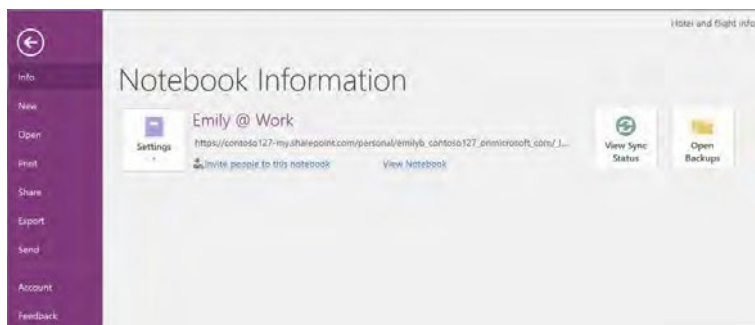 Hotel and flight info
Info
New
Open
Print
Share
Export
Send
Account
Feedback
Notebook Information
Settings
Emily @ Work
https://contoso127-my.sharepoint.com/personal/emilyb_contoso127_onmicrosoft_com/
Invite people to this notebook
View Notebook
View Sync
Status
Open
Backups